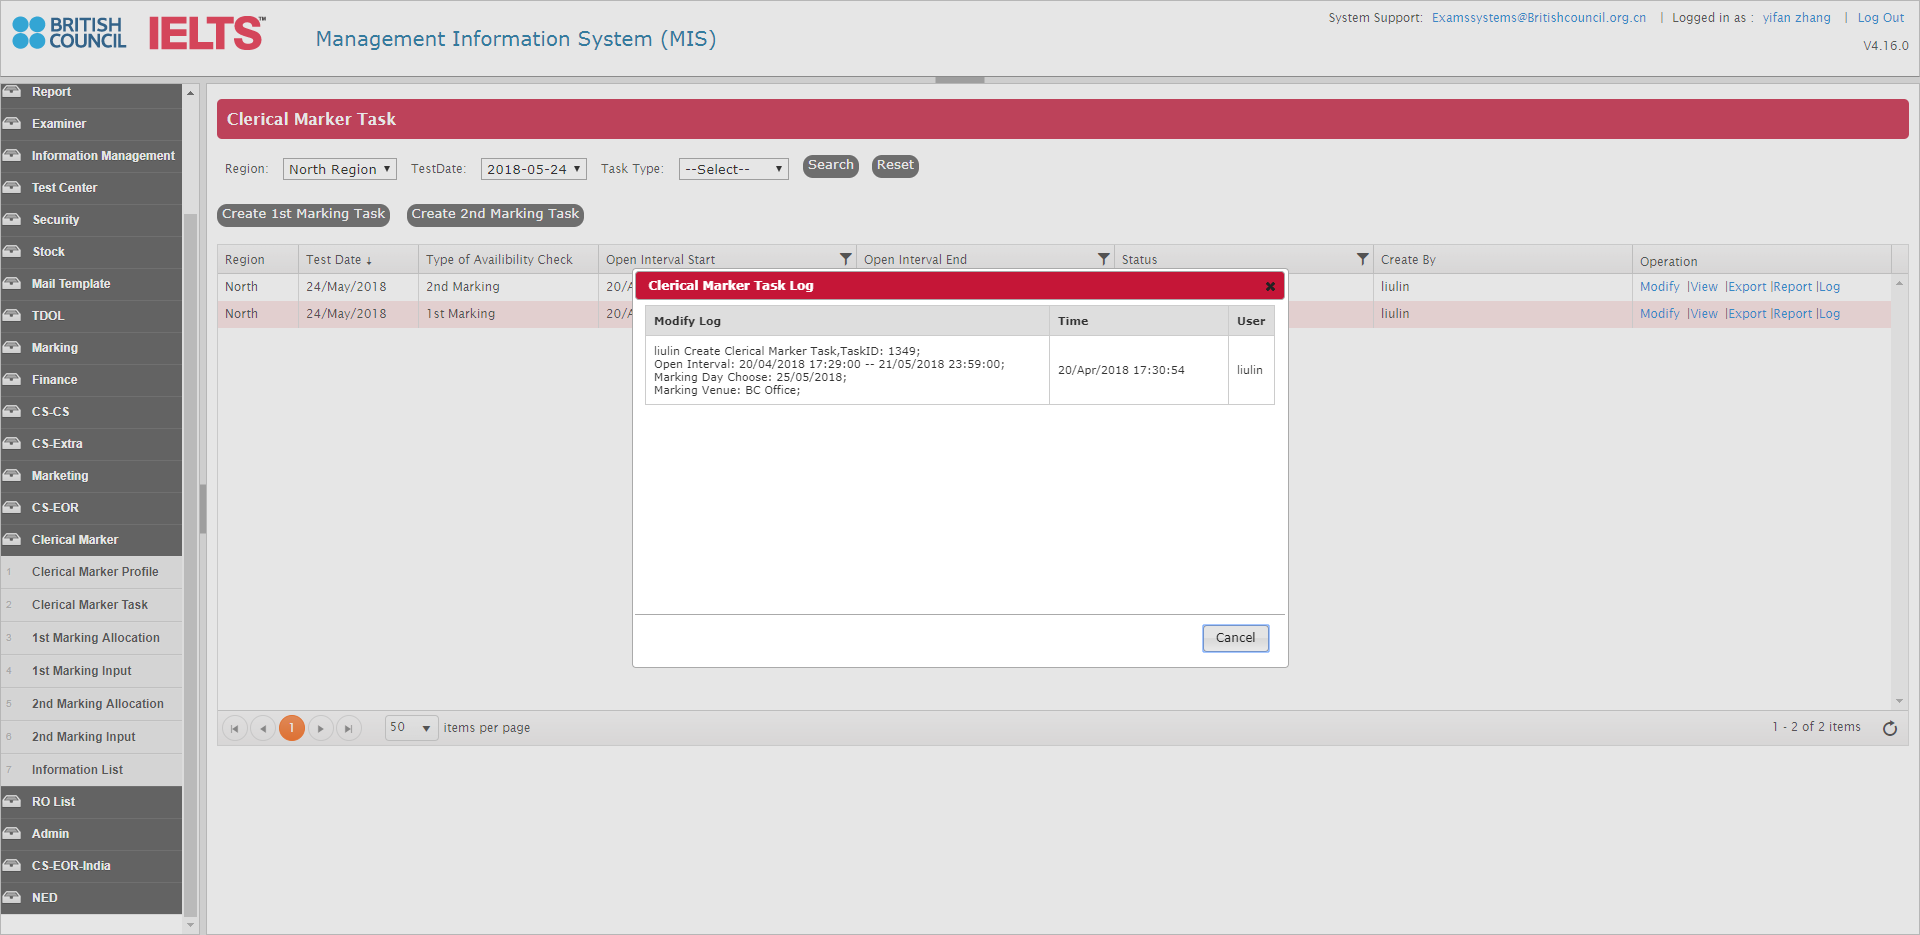 BRITISH
COUNCIL
IELTS™
Management Information System (MIS)
System Support: Examssystems@Britishcouncil.org.cn | Logged in as : yifan zhang | Log Out
V4.16.0
Report
Examiner
Information Management
Test Center
Security
Stock
Mail Template
TDOL
Marking
Finance
CS-CS
CS-Extra
Marketing
CS-EOR
Clerical Marker
1 Clerical Marker Profile
2 Clerical Marker Task
3 1st Marking Allocation
4 1st Marking Input
5 2nd Marking Allocation
6 2nd Marking Input
7 Information List
RO List
Admin
CS-EOR-India
NED
Clerical Marker Task
Region: North Region TestDate: 2018-05-24 Task Type: --Select-- Search Reset
Create 1st Marking Task Create 2nd Marking Task
Region Test Date ↓ Type of Availibility Check Open Interval Start Open Interval End Status Create By Operation
North 24/May/2018 2nd Marking 20/A liulin Modify |View |Export |Report |Log
North 24/May/2018 1st Marking 20/A liulin Modify |View |Export |Report |Log
Clerical Marker Task Log
Modify Log Time User
liulin Create Clerical Marker Task,TaskID: 1349;
Open Interval: 20/04/2018 17:29:00 -- 21/05/2018 23:59:00;
Marking Day Choose: 25/05/2018;
Marking Venue: BC Office;
20/Apr/2018 17:30:54
liulin
Cancel
1 50 items per page 1 - 2 of 2 items